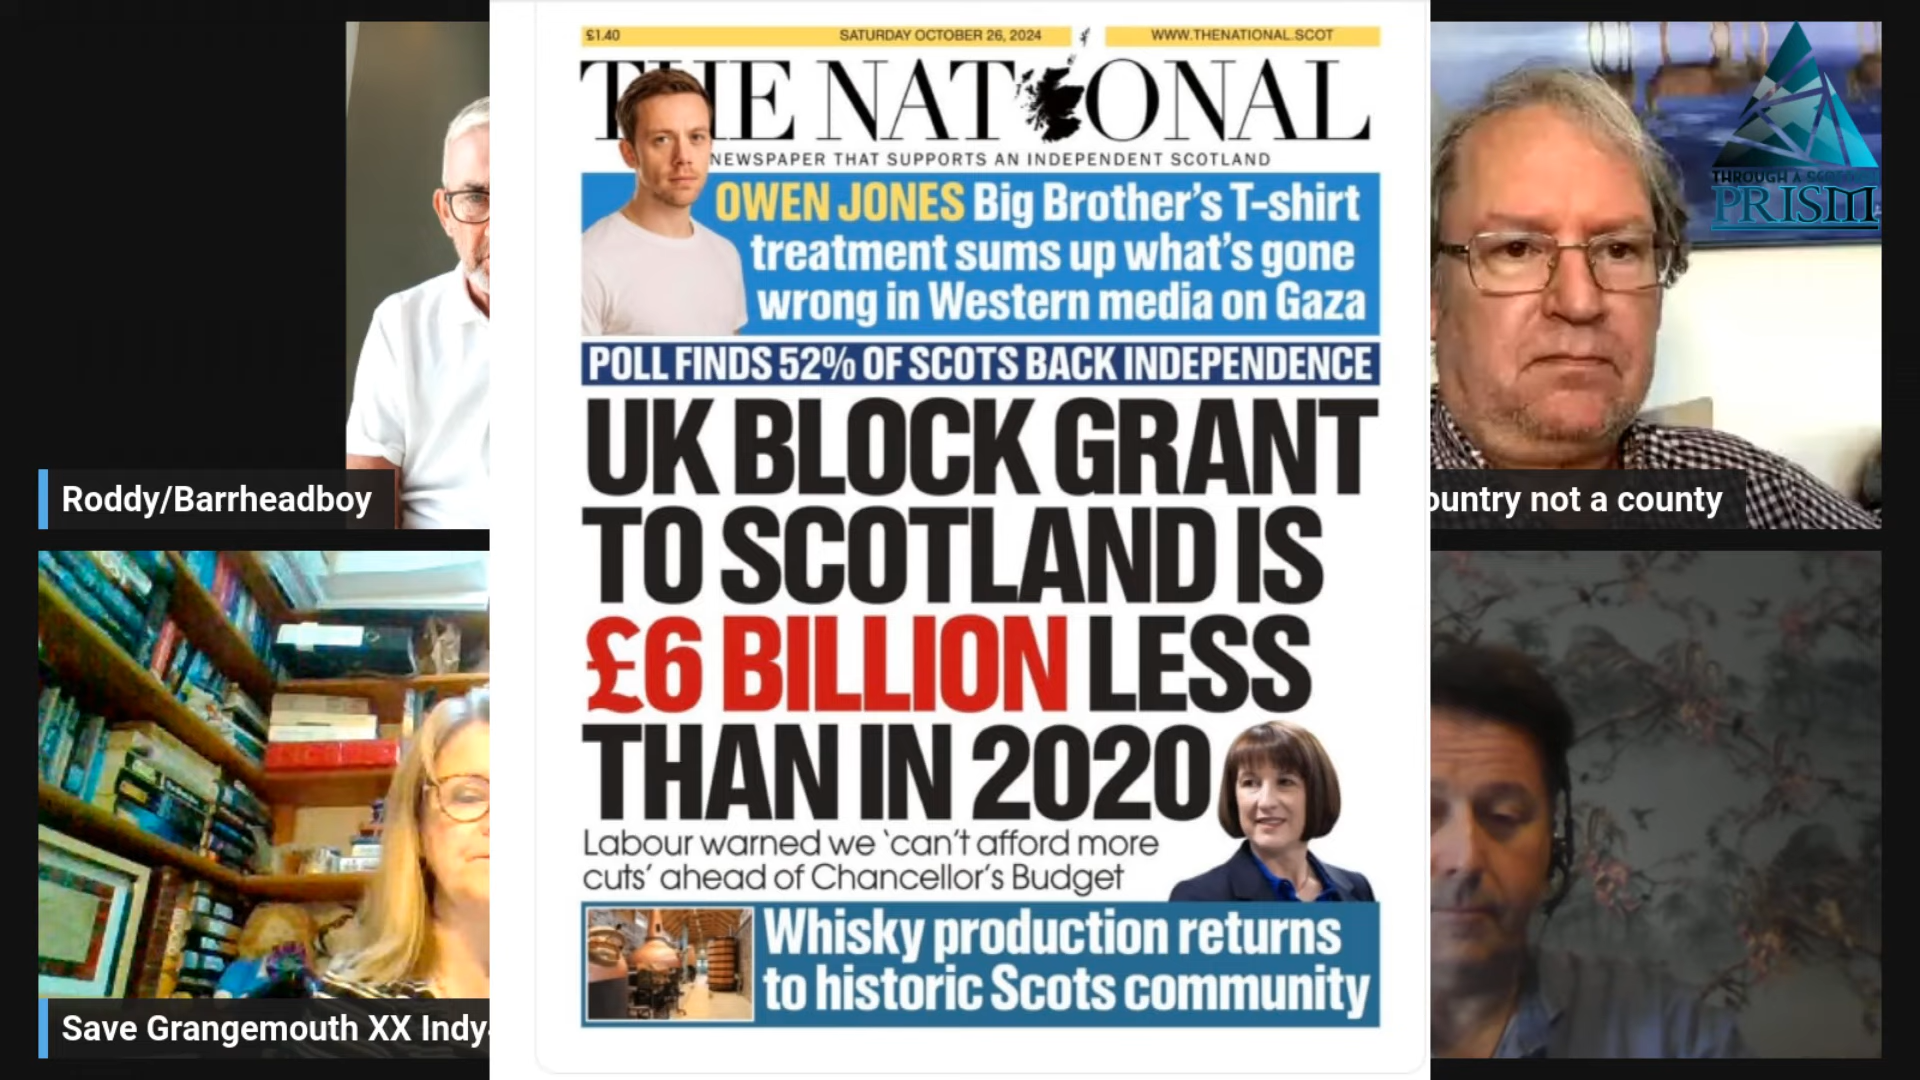 £1.40
SATURDAY OCTOBER 26, 2024
WWW.THENATIONAL.SCOT
THE NATIONAL
NEWSPAPER THAT SUPPORTS AN INDEPENDENT SCOTLAND
OWEN JONES Big Brother's T-shirt
treatment sums up what's gone
wrong in Western media on Gaza
POLL FINDS 52% OF SCOTS BACK INDEPENDENCE
UK BLOCK GRANT
TO SCOTLAND IS
£6 BILLION LESS
THAN IN 2020
Labour warned we 'can't afford more
cuts' ahead of Chancellor's Budget
Whisky production returns
to historic Scots community
THROUGH A SCOTTISH
PRISM
Roddy/Barrheadboy
ountry not a county
Save Grangemouth XX Indy